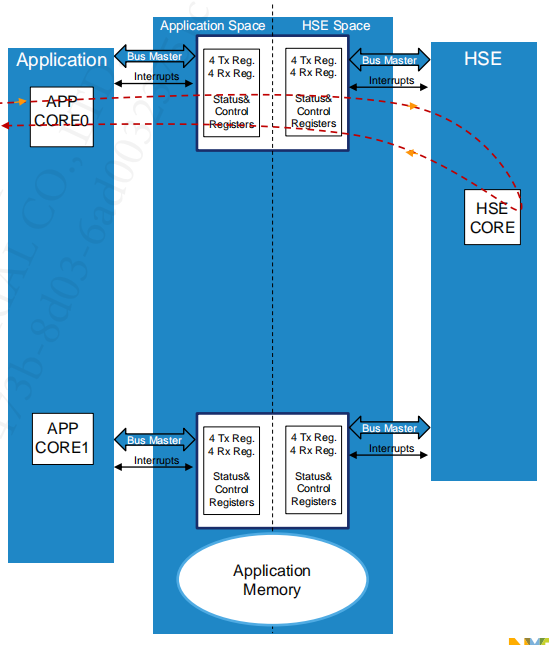 Application Space
HSE Space
Application
HSE
Bus Master
Interrupts
4 Tx Reg.
4 Rx Reg.
Status&
Control
Registers
4 Tx Reg.
4 Rx Reg.
Status&
Control
Registers
Bus Master
Interrupts
APP
CORE0
HSE
CORE
APP
CORE1
Bus Master
Interrupts
4 Tx Reg.
4 Rx Reg.
Status&
Control
Registers
4 Tx Reg.
4 Rx Reg.
Status&
Control
Registers
Bus Master
Interrupts
Application
Memory